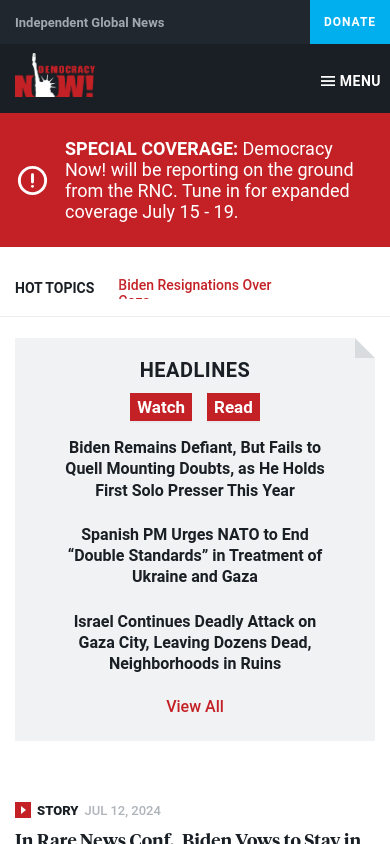 Independent Global News
DONATE
DEMOCRACY
NOW!
MENU
SPECIAL COVERAGE: Democracy
Now! will be reporting on the ground
from the RNC. Tune in for expanded
coverage July 15 - 19.
HOT TOPICS
Biden Resignations Over
Gaza
HEADLINES
Watch
Read
Biden Remains Defiant, But Fails to
Quell Mounting Doubts, as He Holds
First Solo Presser This Year
Spanish PM Urges NATO to End
“Double Standards” in Treatment of
Ukraine and Gaza
Israel Continues Deadly Attack on
Gaza City, Leaving Dozens Dead,
Neighborhoods in Ruins
View All
STORY JUL 12, 2024
In Rare News Conf., Biden Vows to Stay in